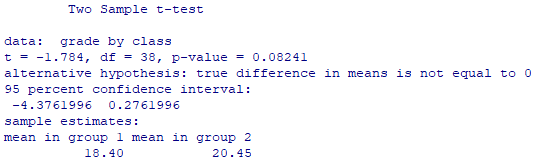 Two Sample t-test
data:  grade by class
t = -1.784, df = 38, p-value = 0.08241
alternative hypothesis: true difference in means is not equal to 0
95 percent confidence interval:
 -4.3761996  0.2761996
sample estimates:
mean in group 1 mean in group 2
          18.40           20.45